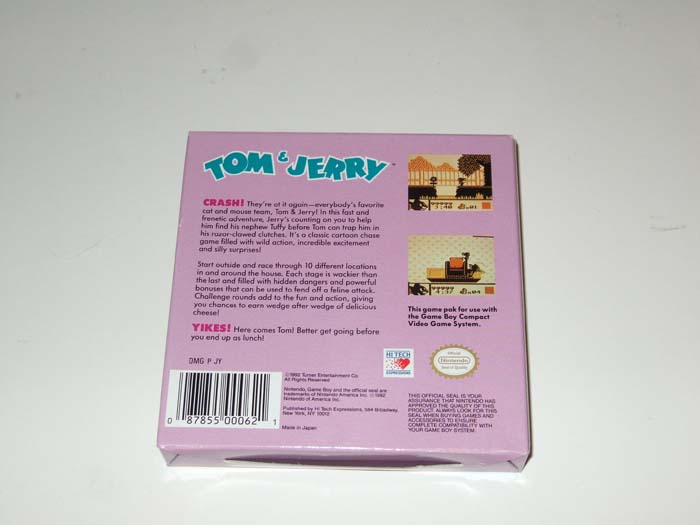 TOM & JERRY™
CRASH! They're at it again—everybody's favorite
cat and mouse team, Tom & Jerry! In this fast and
frenetic adventure, Jerry's counting on you to help
him find his nephew Tuffy before Tom can trap him in
his razor-clawed clutches. It's a classic cartoon chase
game filled with wild action, incredible excitement
and silly surprises!
Start outside and race through 10 different locations
in and around the house. Each stage is wackier than
the last and filled with hidden dangers and powerful
bonuses that can be used to fend off a feline attack.
Challenge rounds add to the fun and action, giving
you chances to earn wedge after wedge of delicious
cheese!
YIKES! Here comes Tom! Better get going before
you end up as lunch!
DMG P JY
This game pak for use with
the Game Boy Compact
Video Game System.
HI TECH
EXPRESSIONS
Official
Nintendo
Seal of Quality
©1992 Turner Entertainment Co.
All Rights Reserved
Nintendo, Game Boy and the official seal are
trademarks of Nintendo America Inc. ©1992
Nintendo of America Inc.
Published by Hi Tech Expressions, 584 Broadway,
New York, NY 10012
Made in Japan
0 87855 00062 1
THIS OFFICIAL SEAL IS YOUR
ASSURANCE THAT NINTENDO HAS
APPROVED THE QUALITY OF THIS
PRODUCT. ALWAYS LOOK FOR THIS
SEAL WHEN BUYING GAMES AND
ACCESSORIES TO ENSURE
COMPLETE COMPATIBILITY WITH
YOUR GAME BOY SYSTEM.